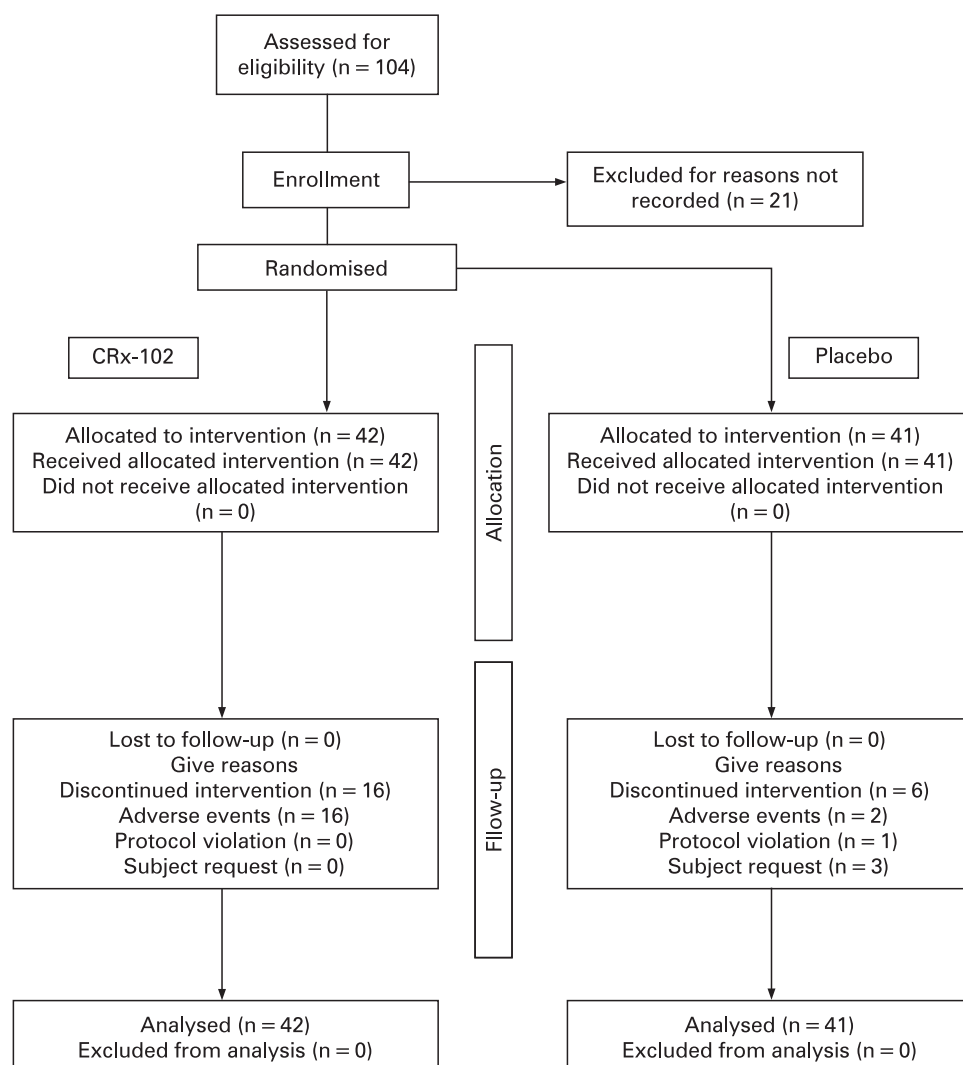 Assessed for
eligibility (n = 104)
Enrollment
Excluded for reasons not
recorded (n = 21)
Randomised
CRx-102
Placebo
Allocation
Allocated to intervention (n = 42)
Received allocated intervention (n = 42)
Did not receive allocated intervention
(n = 0)
Allocated to intervention (n = 41)
Received allocated intervention (n = 41)
Did not receive allocated intervention
(n = 0)
Fllow-up
Lost to follow-up (n = 0)
Give reasons
Discontinued intervention (n = 16)
Adverse events (n = 16)
Protocol violation (n = 0)
Subject request (n = 0)
Lost to follow-up (n = 0)
Give reasons
Discontinued intervention (n = 6)
Adverse events (n = 2)
Protocol violation (n = 1)
Subject request (n = 3)
Analysed (n = 42)
Excluded from analysis (n = 0)
Analysed (n = 41)
Excluded from analysis (n = 0)